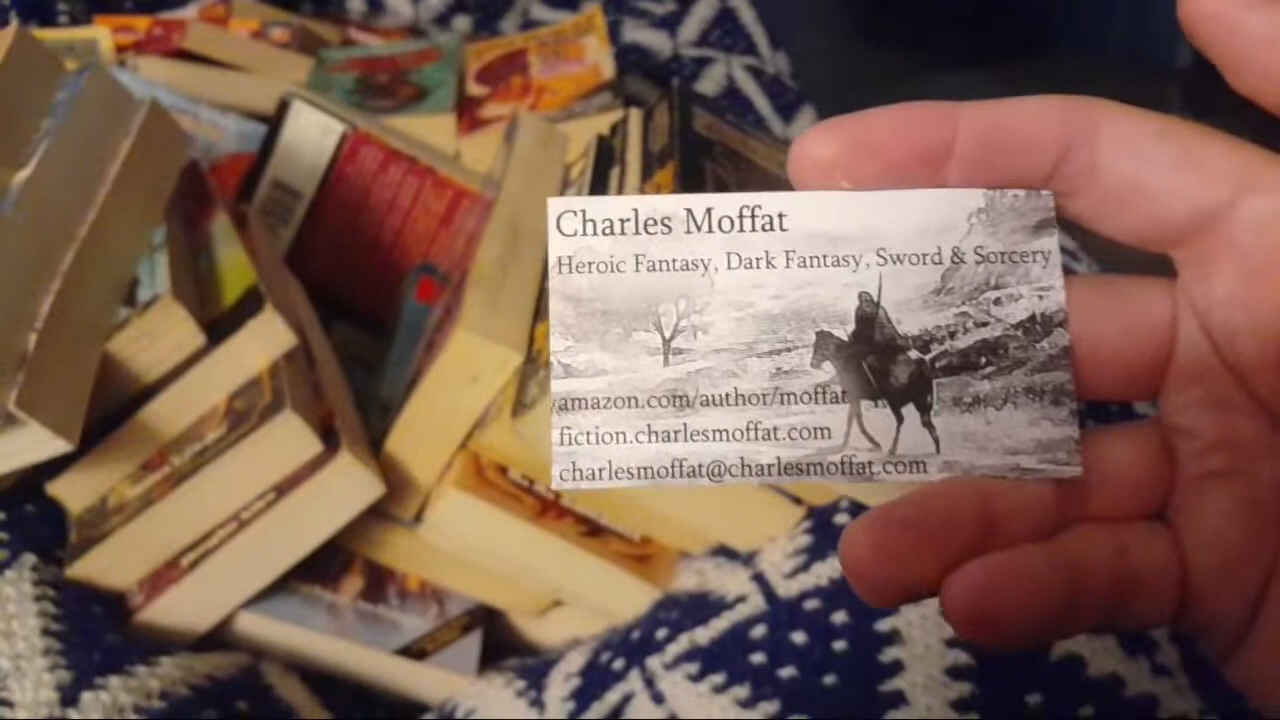 Charles Moffat
Heroic Fantasy, Dark Fantasy, Sword & Sorcery
amazon.com/author/moffat
fiction.charlesmoffat.com
charlesmoffat@charlesmoffat.com